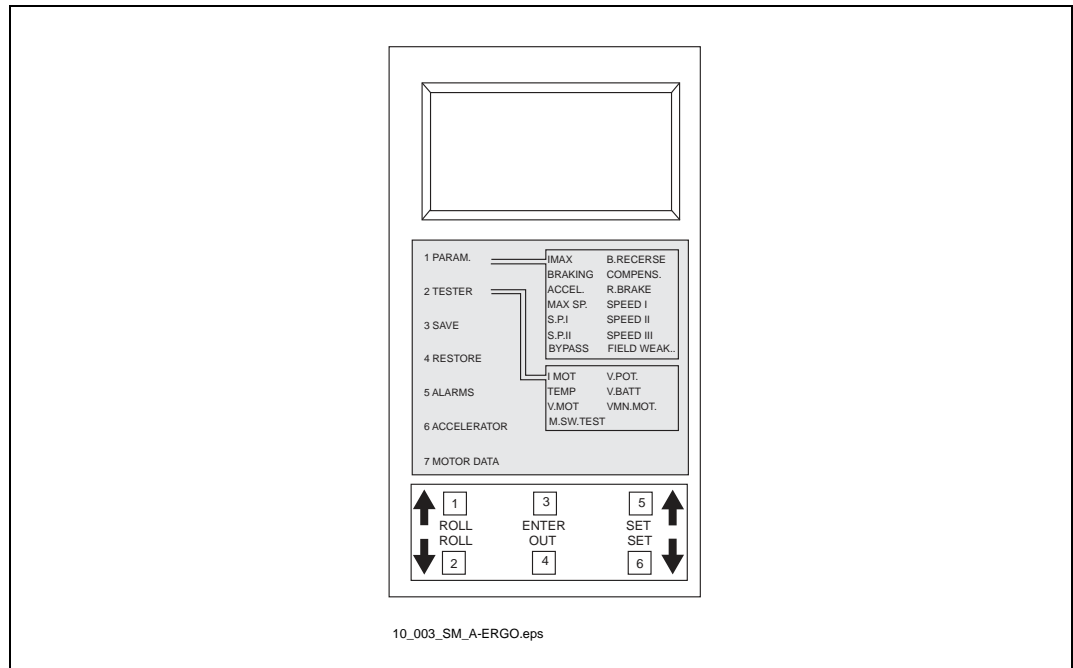 1 PARAM.
2 TESTER
3 SAVE
4 RESTORE
5 ALARMS
6 ACCELERATOR
7 MOTOR DATA
IMAX B.RECERSE
BRAKING COMPENS.
ACCEL. R.BRAKE
MAX SP. SPEED I
S.P.I SPEED II
S.P.II SPEED III
BYPASS FIELD WEAK..
I MOT V.POT.
TEMP V.BATT
V.MOT VMN.MOT.
M.SW.TEST
1 3 5
ROLL ENTER SET
ROLL OUT SET
2 4 6
10_003_SM_A-ERGO.eps